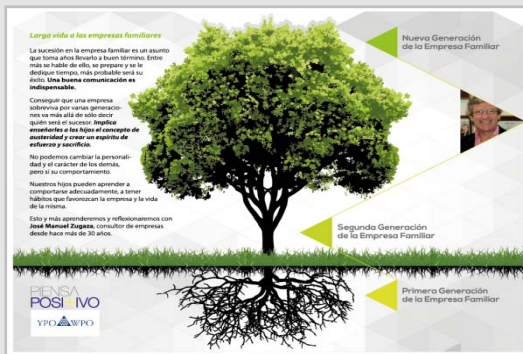 Larga vida a las empresas familiares
La sucesión en la empresa familiar es un asunto
que toma años llevarlo a buen término. Entre
más se hable de ello, se prepare y se le
dedique tiempo, más probable será su
éxito. Una buena comunicación es
indispensable.
Conseguir que una empresa
sobreviva por varias generacio-
nes va más allá de sólo decir
quién será el sucesor. Implica
enseñarles a los hijos el concepto de
austeridad y crear un espíritu de
esfuerzo y sacrificio.
No podemos cambiar la personali-
dad y el carácter de los demás,
pero sí su comportamiento.
Nuestros hijos pueden aprender a
comportarse adecuadamente, a tener
hábitos que favorezcan la empresa y la vida
de la misma.
Esto y más aprenderemos y reflexionaremos con
José Manuel Zugaza, consultor de empresas
desde hace más de 30 años.
PIENSA
POSITIVO
YPO WPO
Nueva Generación
de la Empresa Familiar
Segunda Generación
de la Empresa Familiar
Primera Generación
de la Empresa Familiar